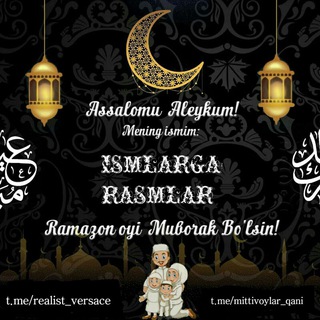 Assalomu Aleykum!
Mening ismim:
ISMLARGA
RASMLAR
Ramazon oyi Muborak Bo'lsin!
t.me/realist_versace
t.me/mittivoylar_qani